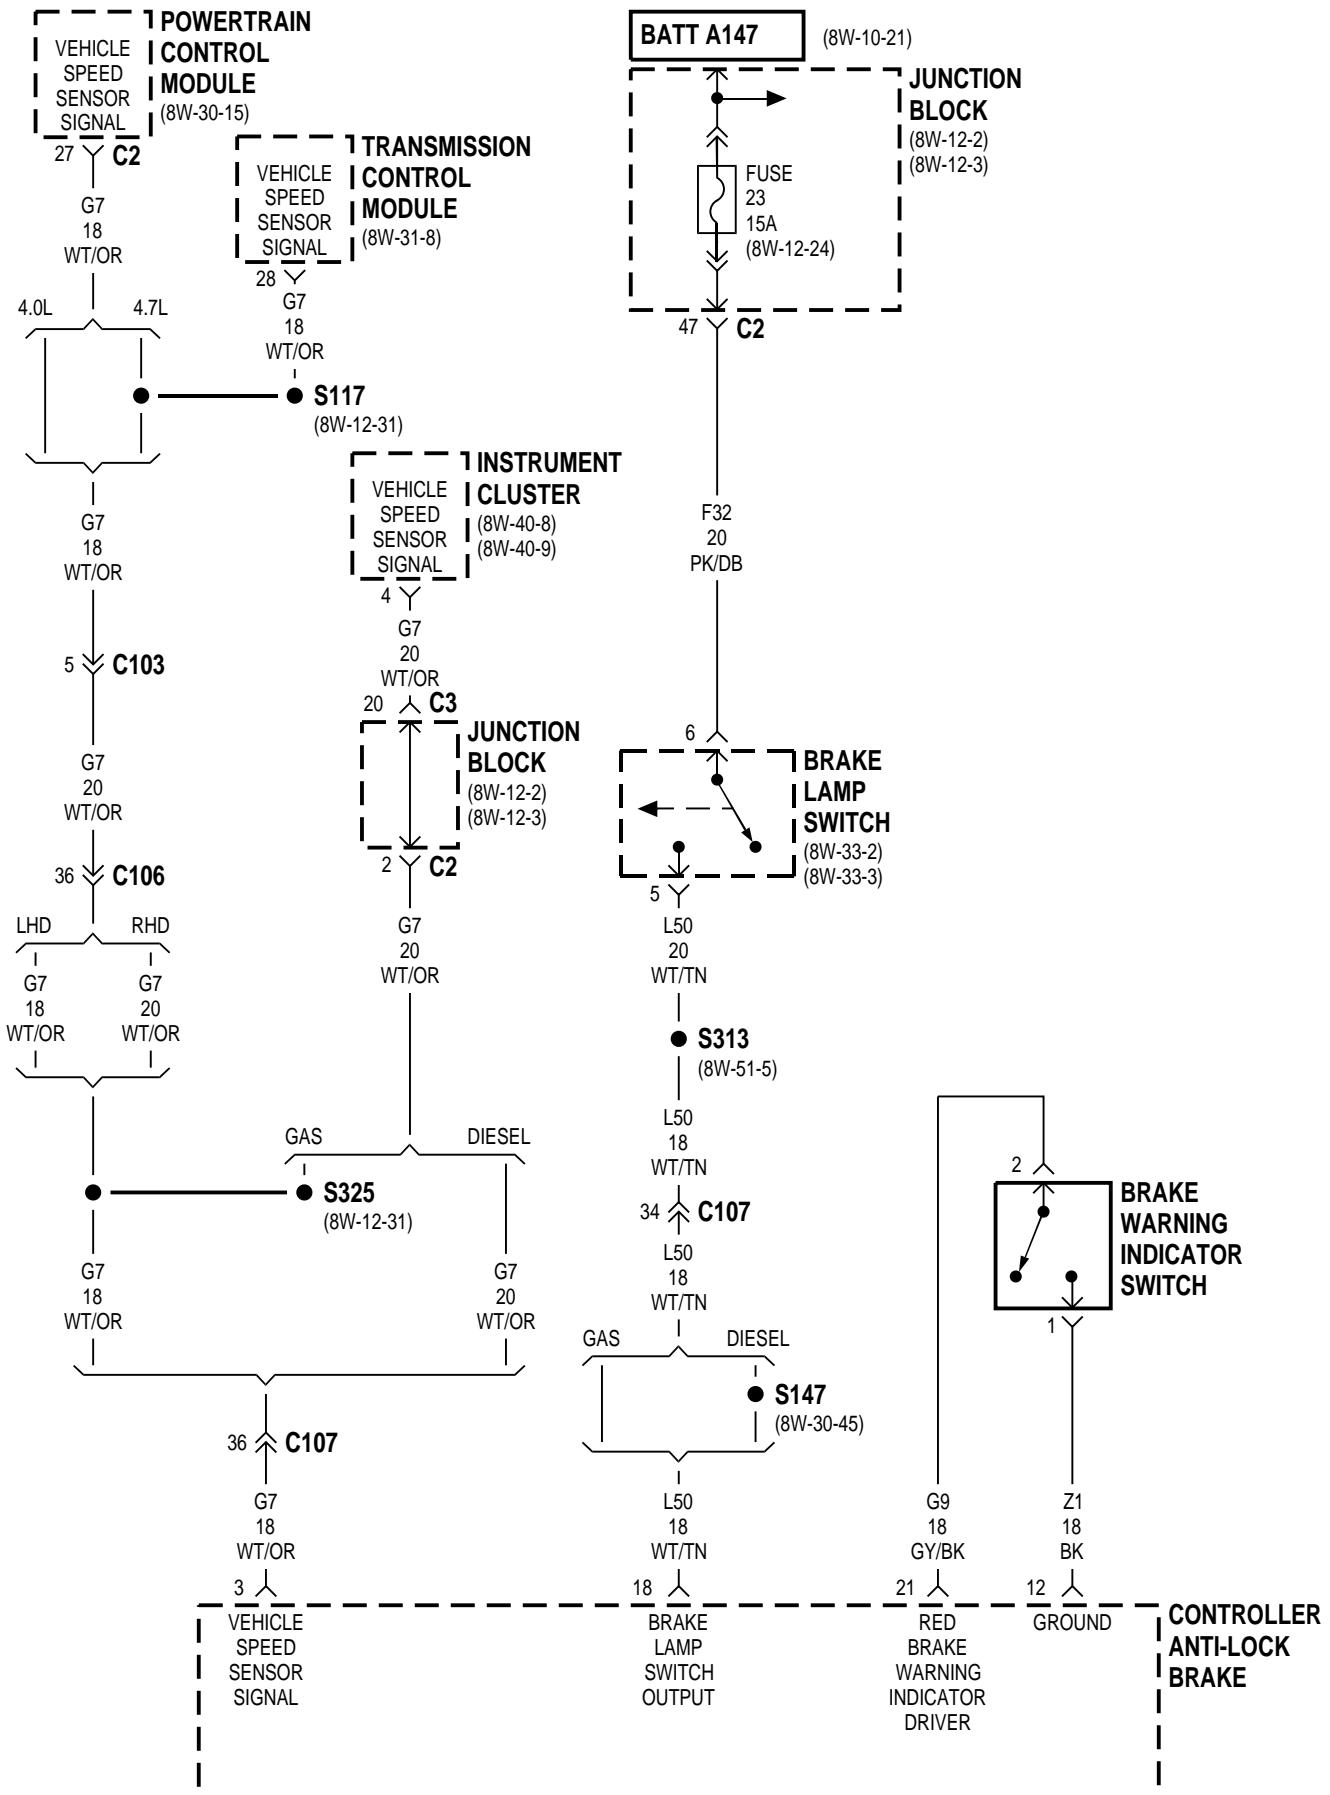 POWERTRAIN
CONTROL
MODULE
(8W-30-15)
VEHICLE
SPEED
SENSOR
SIGNAL
27
C2
G7
18
WT/OR
TRANSMISSION
CONTROL
MODULE
(8W-31-8)
VEHICLE
SPEED
SENSOR
SIGNAL
28
G7
18
WT/OR
4.0L
4.7L
S117
(8W-12-31)
G7
18
WT/OR
5
C103
G7
20
WT/OR
36
C106
LHD
RHD
G7
18
WT/OR
G7
20
WT/OR
INSTRUMENT
CLUSTER
(8W-40-8)
(8W-40-9)
VEHICLE
SPEED
SENSOR
SIGNAL
4
G7
20
WT/OR
20
C3
JUNCTION
BLOCK
(8W-12-2)
(8W-12-3)
2
C2
G7
20
WT/OR
GAS
DIESEL
S325
(8W-12-31)
G7
18
WT/OR
G7
20
WT/OR
36
C107
G7
18
WT/OR
3
VEHICLE
SPEED
SENSOR
SIGNAL
BATT A147
(8W-10-21)
JUNCTION
BLOCK
(8W-12-2)
(8W-12-3)
FUSE
23
15A
(8W-12-24)
47
C2
F32
20
PK/DB
6
BRAKE
LAMP
SWITCH
(8W-33-2)
(8W-33-3)
5
L50
20
WT/TN
S313
(8W-51-5)
L50
18
WT/TN
34
C107
L50
18
WT/TN
GAS
DIESEL
S147
(8W-30-45)
L50
18
WT/TN
18
BRAKE
LAMP
SWITCH
OUTPUT
2
BRAKE
WARNING
INDICATOR
SWITCH
1
G9
18
GY/BK
21
RED
BRAKE
WARNING
INDICATOR
DRIVER
Z1
18
BK
12
GROUND
CONTROLLER
ANTI-LOCK
BRAKE